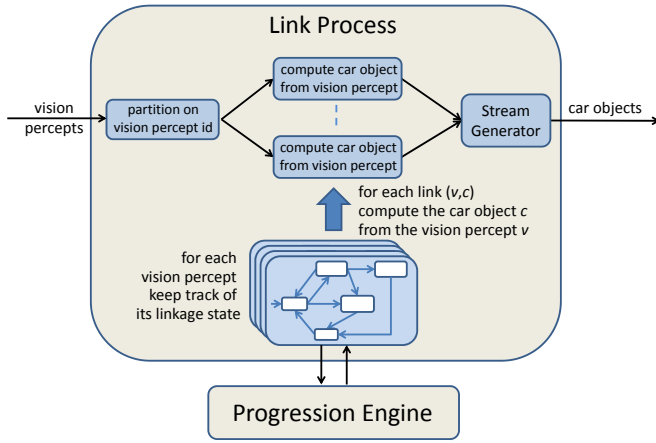 Link Process
vision
percepts
partition on
vision percept id
compute car object
from vision percept
compute car object
from vision percept
Stream
Generator
car objects
for each link (v,c)
compute the car object c
from the vision percept v
for each
vision percept
keep track of
its linkage state
Progression Engine